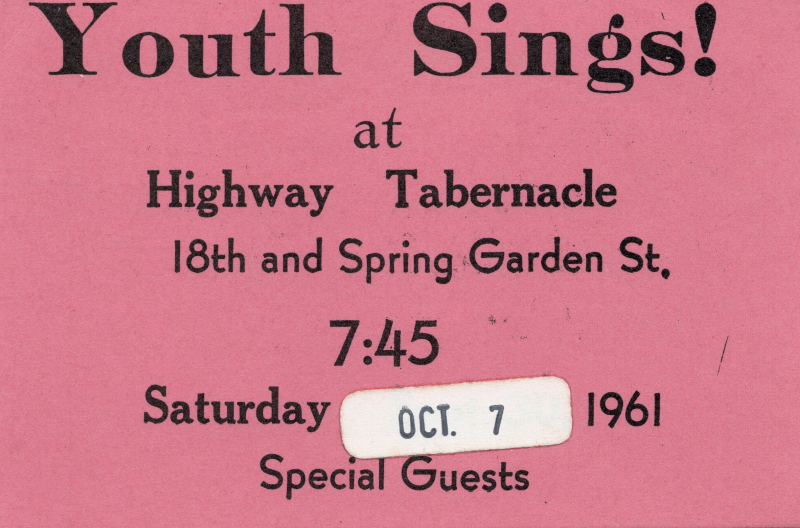 Youth Sings!
at
Highway Tabernacle
18th and Spring Garden St.
7:45
Saturday OCT. 7 1961
Special Guests